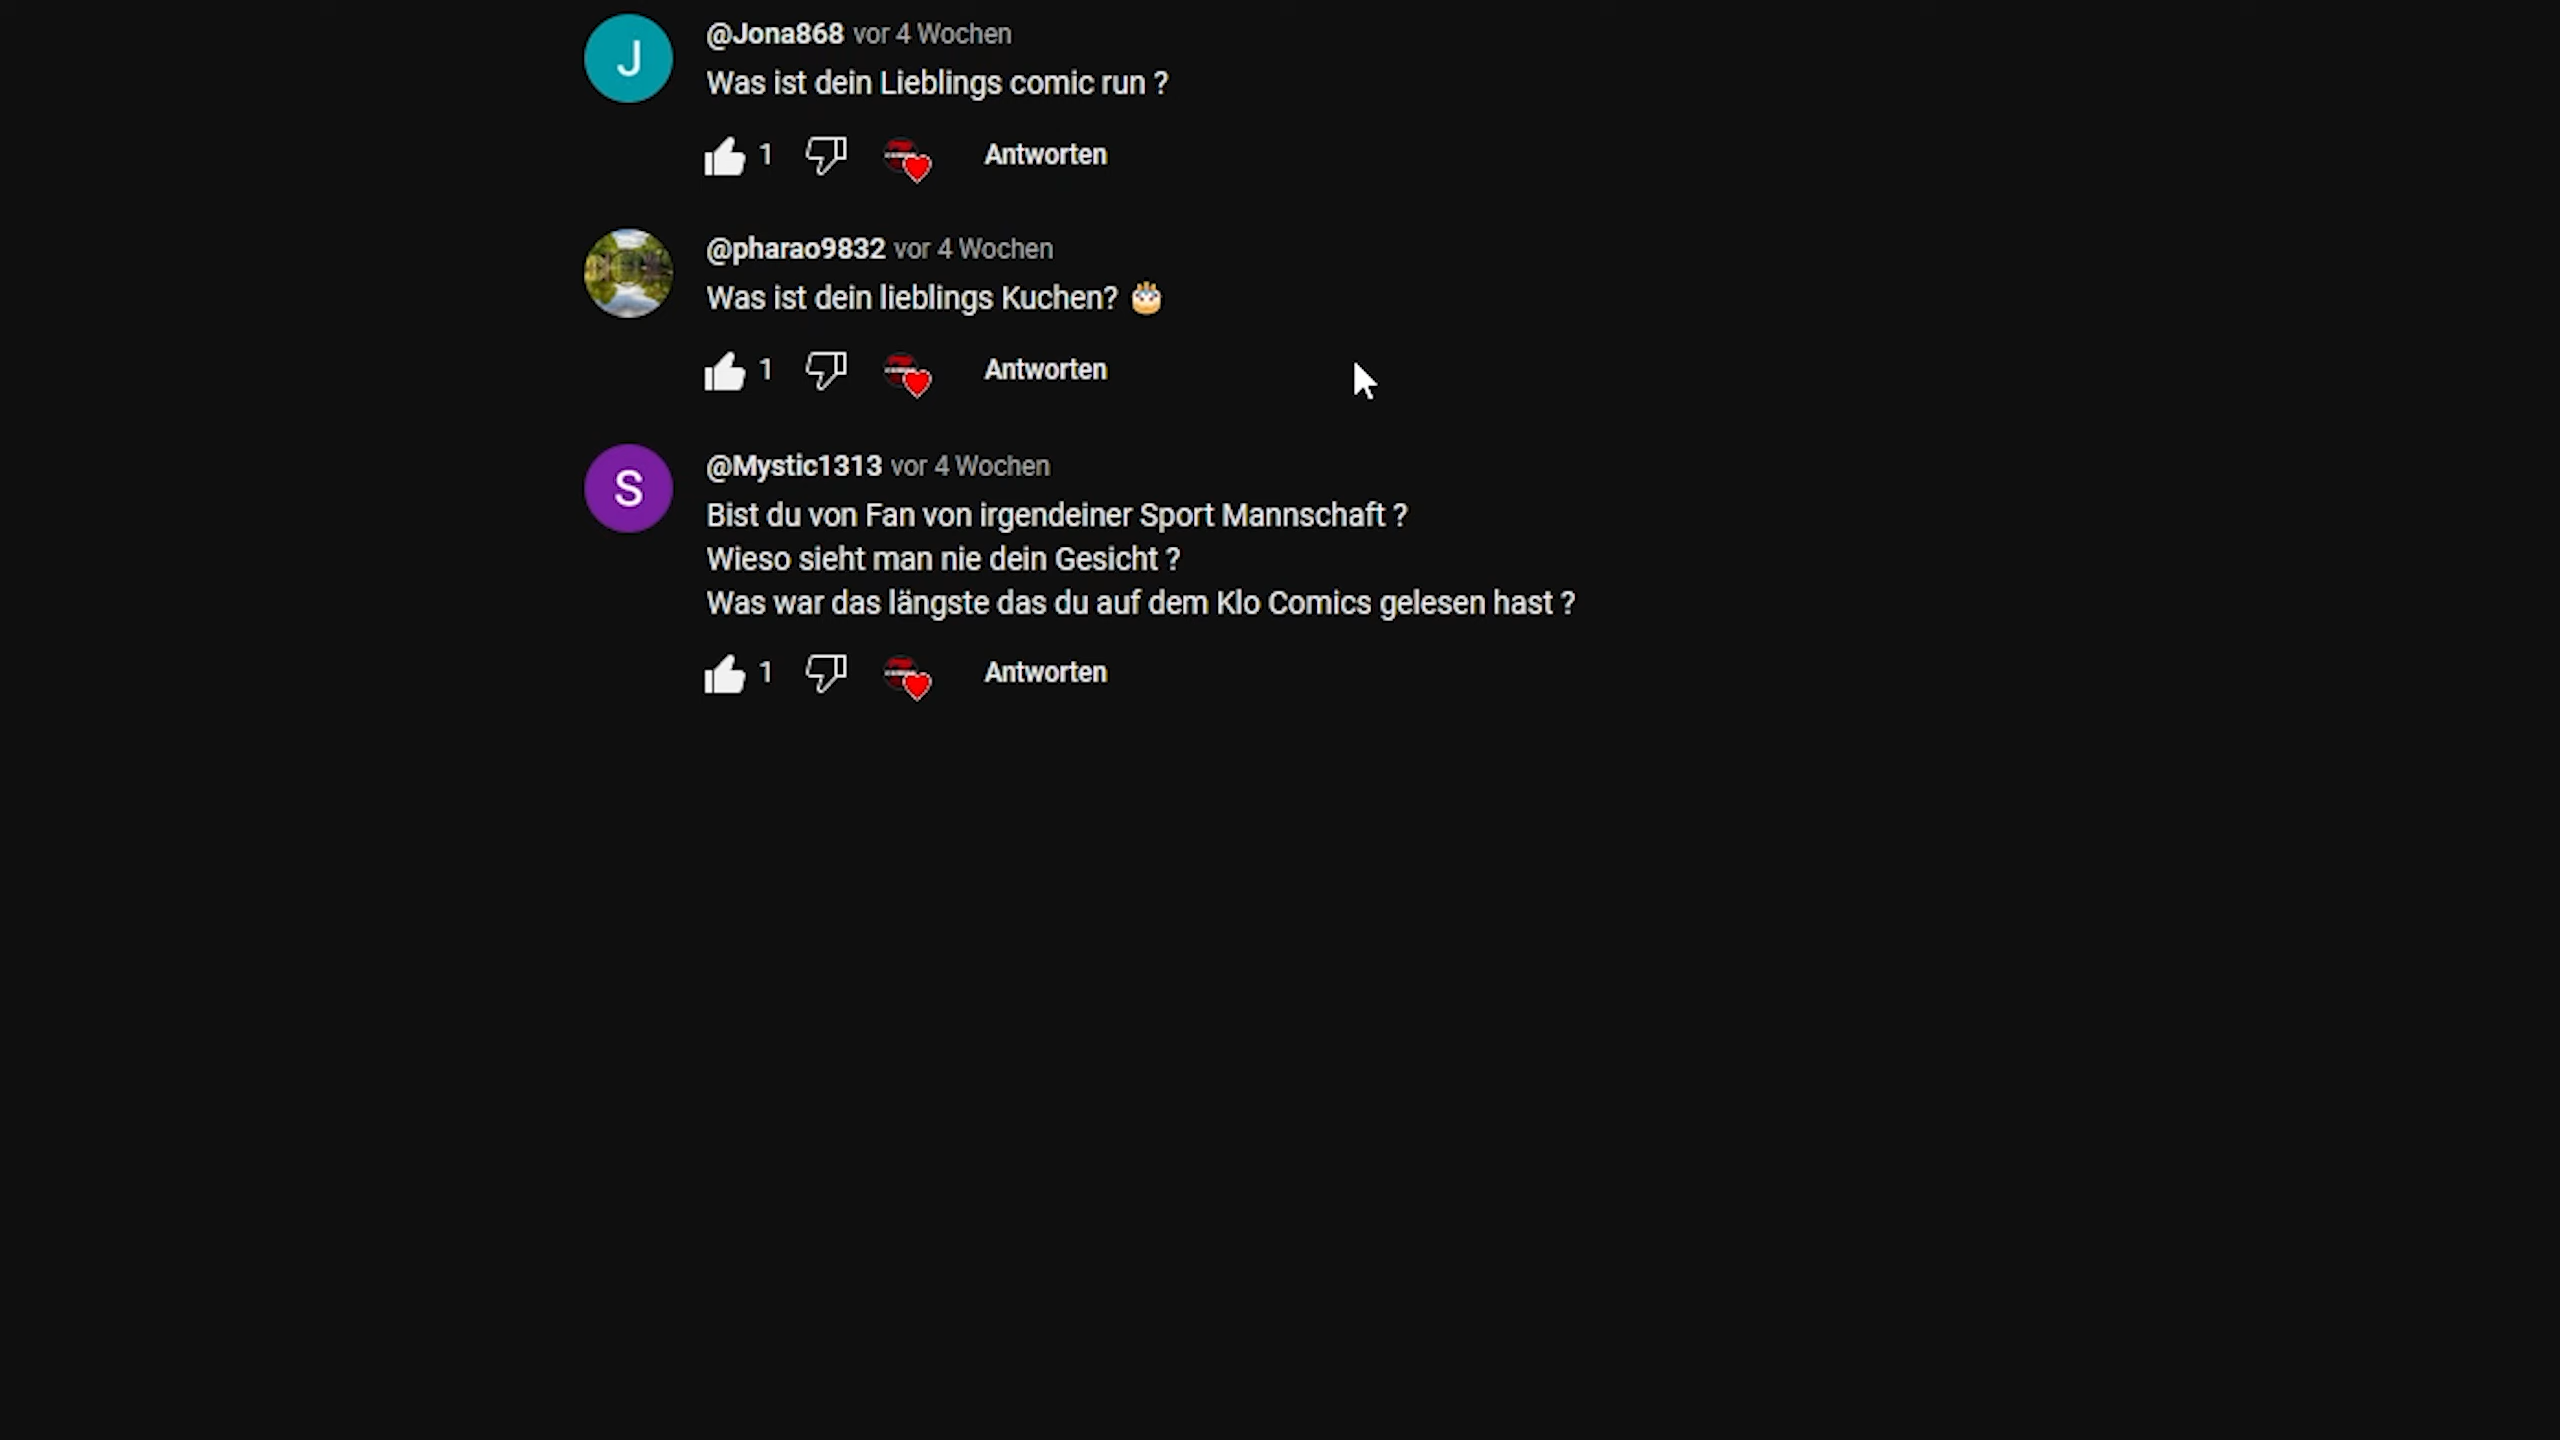 J
@Jona868 vor 4 Wochen
Was ist dein Lieblings comic run ?
1 Antworten
@pharao9832 vor 4 Wochen
Was ist dein lieblings Kuchen? 🎂
1 Antworten
S
@Mystic1313 vor 4 Wochen
Bist du von Fan von irgendeiner Sport Mannschaft ?
Wieso sieht man nie dein Gesicht ?
Was war das längste das du auf dem Klo Comics gelesen hast ?
1 Antworten